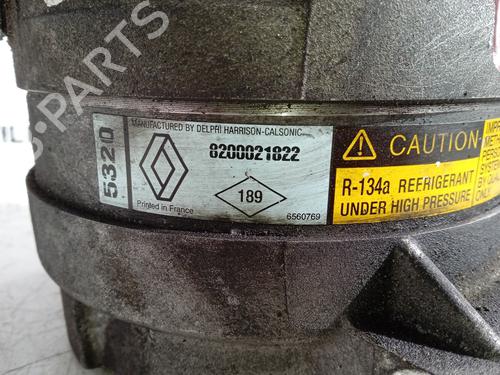 B-PARTS
5320
MANUFACTURED BY DELPHI HARRISON-CALSONIC
8200021822
189
Printed in France
6560769
CAUTION
R-134a REFRIGERANT
UNDER HIGH PRESSURE